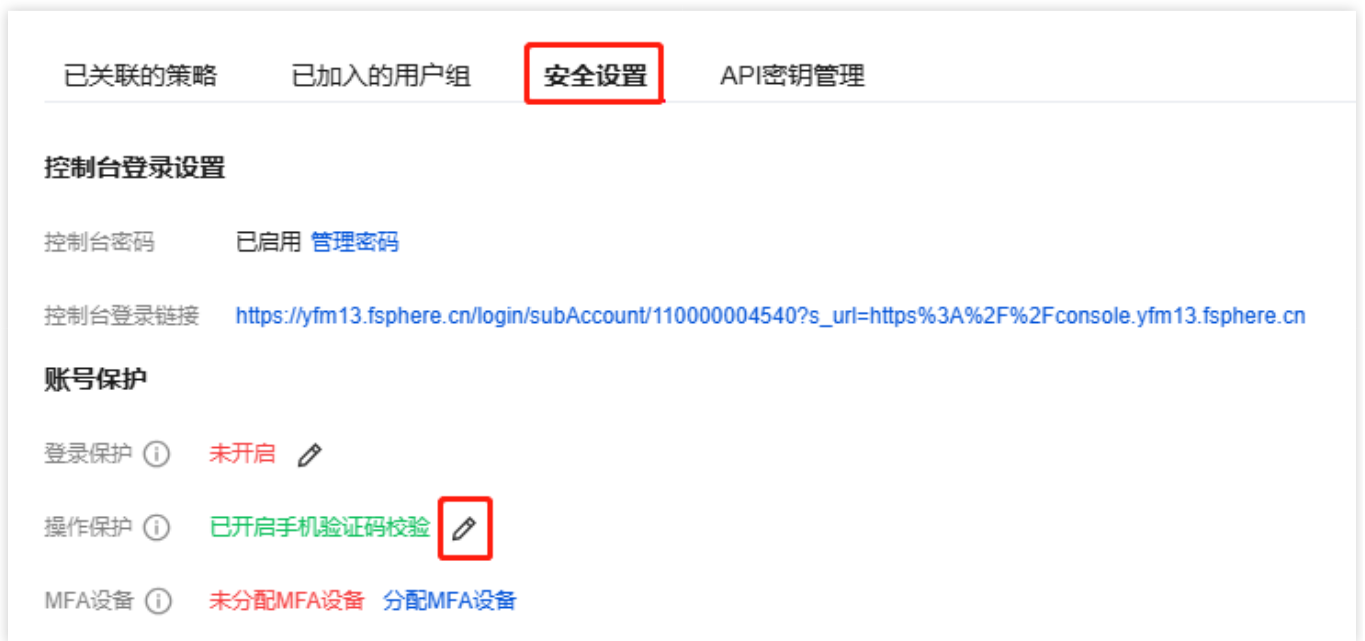 已关联的策略 已加入的用户组 安全设置 API密钥管理
控制台登录设置
控制台密码 已启用 管理密码
控制台登录链接 https://yfm13.fsphere.cn/login/subAccount/110000004540?s_url=https%3A%2F%2Fconsole.yfm13.fsphere.cn
账号保护
登录保护 未开启
操作保护 已开启手机验证码校验
MFA设备 未分配MFA设备 分配MFA设备